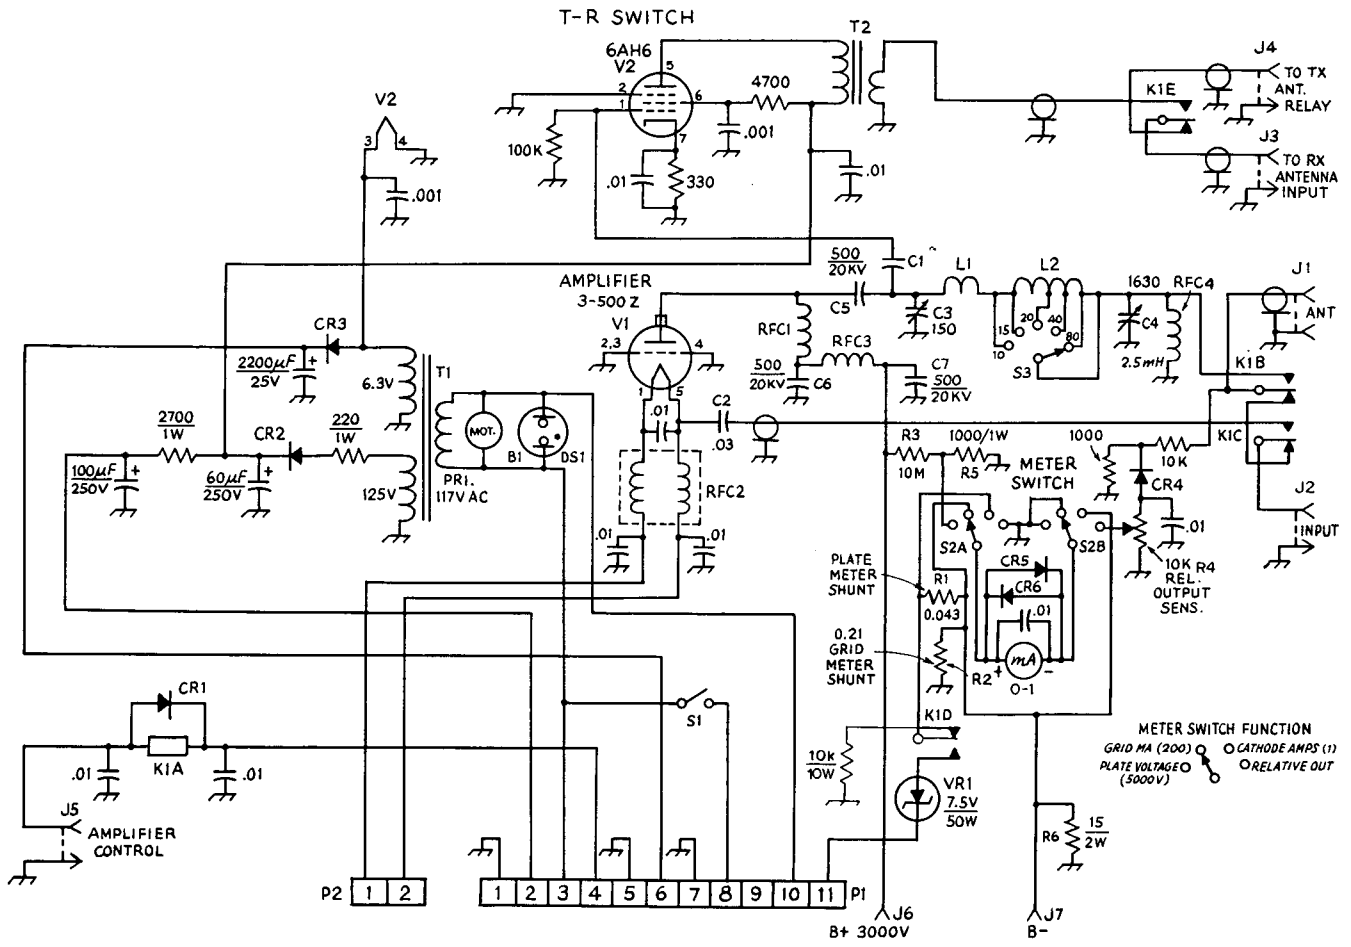 T-R SWITCH
6AH6
V2
5
2
1
6
7
4700
T2
.001
100K
.01
330
.01
V2
3
4
.001
J4
TO TX
ANT.
RELAY
K1E
J3
TO RX
ANTENNA
INPUT
AMPLIFIER
3-500Z
V1
2,3
4
1
5
500
20KV
C5
C1
L1
L2
C3
150
15
10
20
40
80
S3
1630
C4
RFC4
2.5mH
J1
ANT
K1B
RFC1
RFC3
500
20KV
C6
C7
500
20KV
CR3
2200µF
25V
+
6.3V
T1
2700
1W
CR2
220
1W
100µF
250V
+
60µF
250V
+
125V
MOT.
B1
DS1
PRI.
117V AC
.01
C2
.03
RFC2
.01
.01
R3
10M
1000/1W
R5
1000
10K
K1C
METER
SWITCH
CR4
.01
J2
INPUT
S2A
S2B
CR5
CR6
.01
mA
+
-
0-1
10K R4
REL.
OUTPUT
SENS.
PLATE
METER
SHUNT
R1
0.043
0.21
GRID
METER
SHUNT
R2
CR1
K1A
.01
.01
J5
AMPLIFIER
CONTROL
S1
K1D
10k
10W
VR1
7.5V
50W
METER SWITCH FUNCTION
GRID MA (200)
CATHODE AMPS (1)
PLATE VOLTAGE
(5000V)
RELATIVE OUT
R6
15
2W
P2
1
2
1
2
3
4
5
6
7
8
9
10
11
P1
J6
B+ 3000V
J7
B-